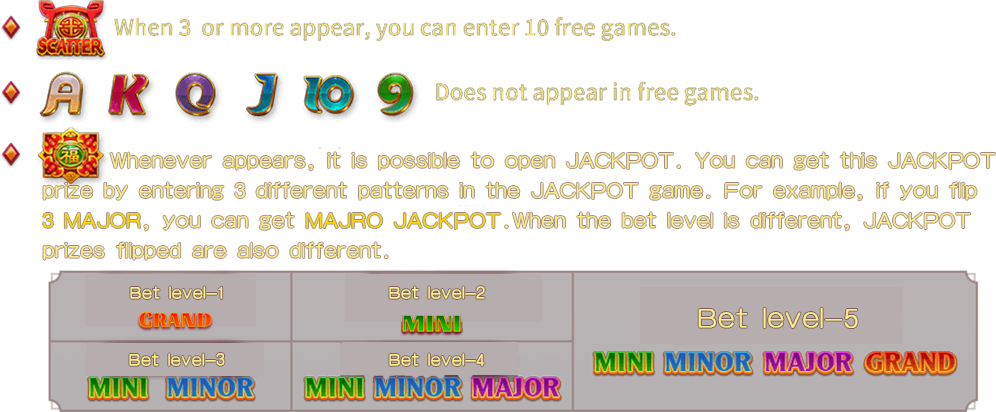 SCATTER When 3 or more appear, you can enter 10 free games.
A K Q J 10 9 Does not appear in free games.
福 Whenever appears, it is possible to open JACKPOT. You can get this JACKPOT
prize by entering 3 different patterns in the JACKPOT game. For example, if you flip
3 MAJOR, you can get MAJRO JACKPOT.When the bet level is different, JACKPOT
prizes flipped are also different.
Bet level-1
GRAND
Bet level-2
MINI
Bet level-3
MINI MINOR
Bet level-4
MINI MINOR MAJOR
Bet level-5
MINI MINOR MAJOR GRAND